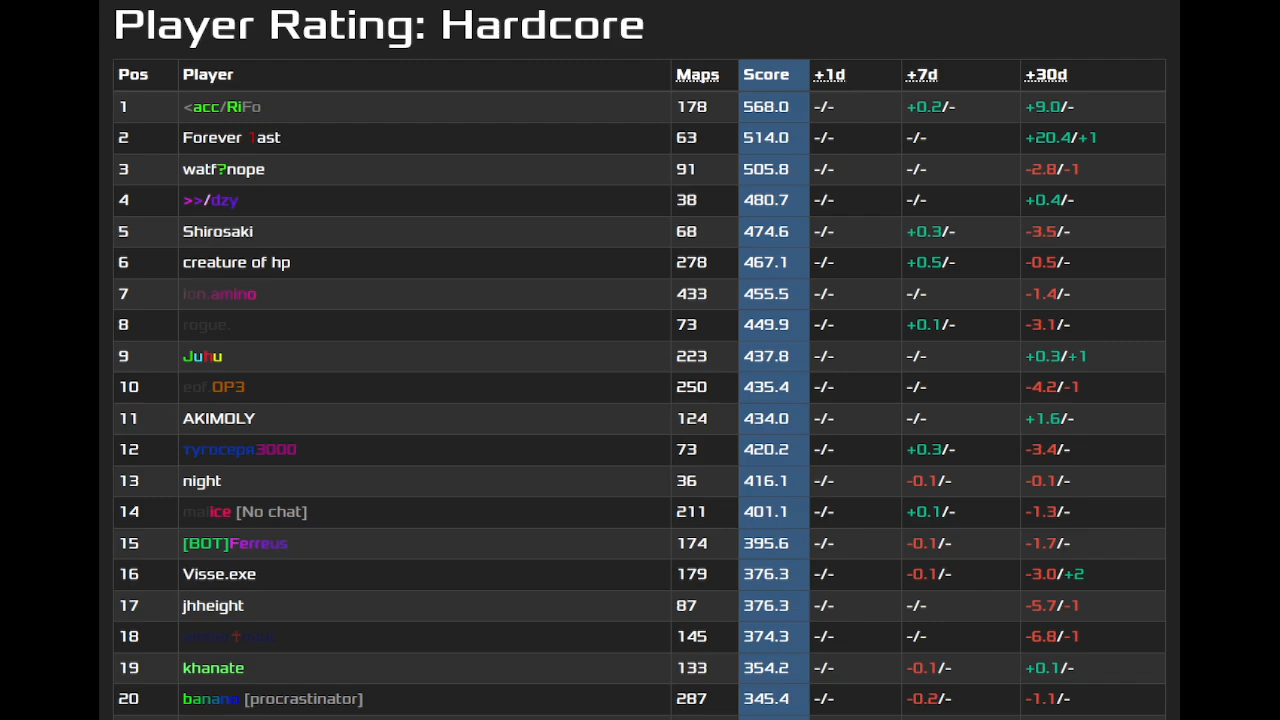 Player Rating: Hardcore
Pos Player Maps Score +1d +7d +30d
1 <acc/RiFo 178 568.0 -/- +0.2/- +9.0/-
2 Forever 1ast 63 514.0 -/- -/- +20.4/+1
3 watf?nope 91 505.8 -/- -/- -2.8/-1
4 >>/dzy 38 480.7 -/- -/- +0.4/-
5 Shirosaki 68 474.6 -/- +0.3/- -3.5/-
6 creature of hp 278 467.1 -/- +0.5/- -0.5/-
7 ion.amino 433 455.5 -/- -/- -1.4/-
8 rogue. 73 449.9 -/- +0.1/- -3.1/-
9 Juhu 223 437.8 -/- -/- +0.3/+1
10 eof.OP3 250 435.4 -/- -/- -4.2/-1
11 AKIMOLY 124 434.0 -/- -/- +1.6/-
12 тугосеря3000 73 420.2 -/- +0.3/- -3.4/-
13 night 36 416.1 -/- -0.1/- -0.1/-
14 malice [No chat] 211 401.1 -/- +0.1/- -1.3/-
15 [BOT]Ferreus 174 395.6 -/- -0.1/- -1.7/-
16 Visse.exe 179 376.3 -/- -0.1/- -3.0/+2
17 jhheight 87 376.3 -/- -/- -5.7/-1
18 145 374.3 -/- -/- -6.8/-1
19 khanate 133 354.2 -/- -0.1/- +0.1/-
20 banana [procrastinator] 287 345.4 -/- -0.2/- -1.1/-